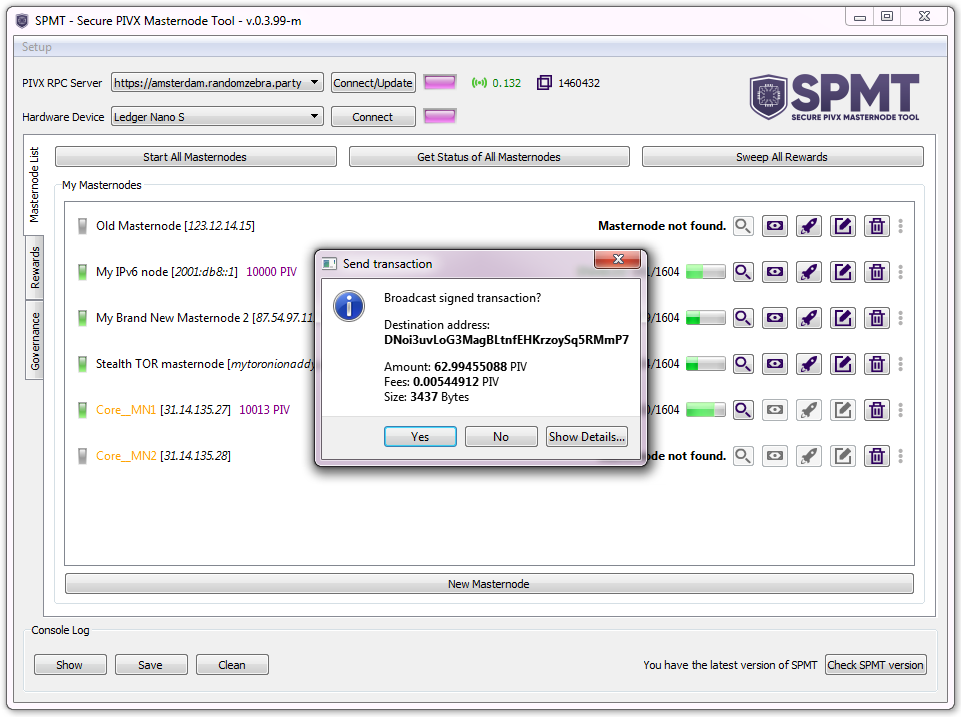 SPMT - Secure PIVX Masternode Tool - v.0.3.99-m
Setup
PIVX RPC Server https://amsterdam.randomzebra.party Connect/Update 0.132 1460432
Hardware Device Ledger Nano S Connect
SPMT
SECURE PIVX MASTERNODE TOOL
Masternode List
Rewards
Governance
Start All Masternodes Get Status of All Masternodes Sweep All Rewards
My Masternodes
Old Masternode [123.12.14.15] Masternode not found.
My IPv6 node [2001:db8::1] 10000 PIV /1604
My Brand New Masternode 2 [87.54.97.11 /1604
Stealth TOR masternode [mytoronionaddy /1604
Core__MN1 [31.14.135.27] 10013 PIV /1604
Core__MN2 [31.14.135.28] de not found.
Send transaction
Broadcast signed transaction?
Destination address:
DNoi3uvLoG3MagBLtnfEHKrzoySq5RMmP7
Amount: 62.99455088 PIV
Fees: 0.00544912 PIV
Size: 3437 Bytes
Yes No Show Details...
New Masternode
Console Log
Show Save Clean You have the latest version of SPMT Check SPMT version